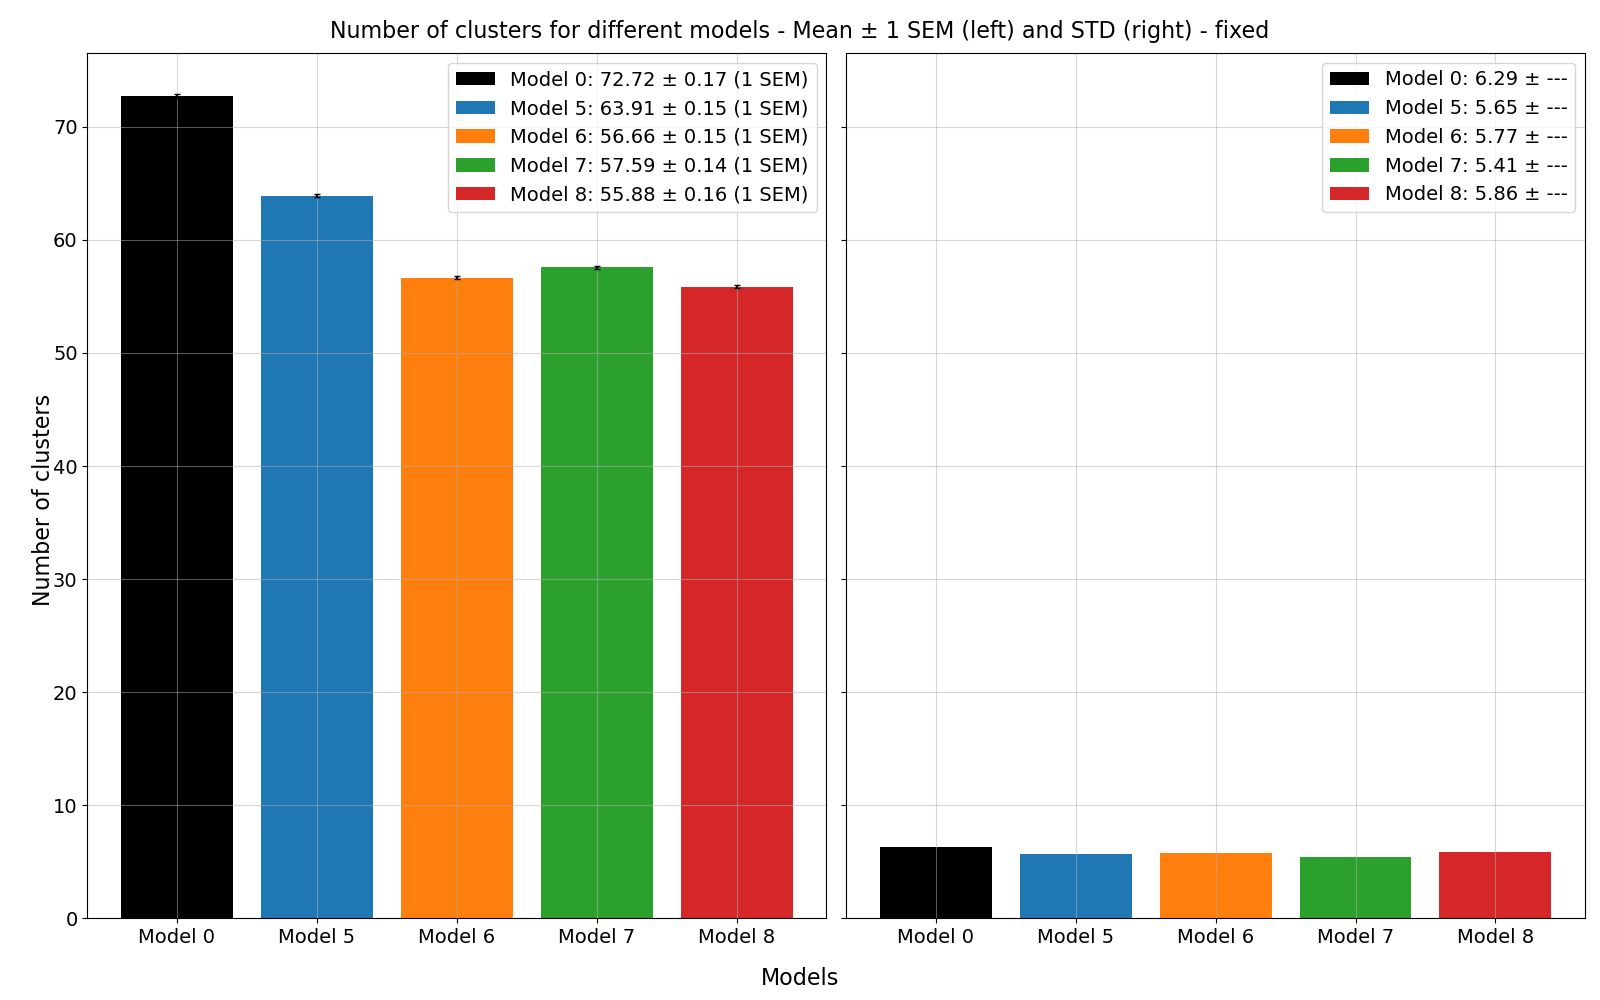 Number of clusters for different models - Mean ± 1 SEM (left) and STD (right) - fixed
Number of clusters
70
60
50
40
30
20
10
0
Model 0: 72.72 ± 0.17 (1 SEM)
Model 5: 63.91 ± 0.15 (1 SEM)
Model 6: 56.66 ± 0.15 (1 SEM)
Model 7: 57.59 ± 0.14 (1 SEM)
Model 8: 55.88 ± 0.16 (1 SEM)
Model 0 Model 5 Model 6 Model 7 Model 8
Model 0: 6.29 ± ---
Model 5: 5.65 ± ---
Model 6: 5.77 ± ---
Model 7: 5.41 ± ---
Model 8: 5.86 ± ---
Model 0 Model 5 Model 6 Model 7 Model 8
Models